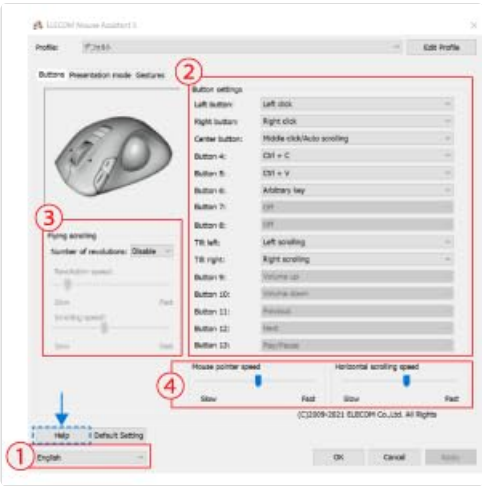 ELECOM Mouse Assistant 5
Profile: デフォルト Edit Profile
Buttons Presentation mode Gestures
②
Button settings
Left button: Left click
Right button: Right click
Center button: Middle click/Auto scrolling
Button 4: Ctrl + C
Button 5: Ctrl + V
Button 6: Arbitrary key
Button 7: Off
Button 8: Off
Tilt left: Left scrolling
Tilt right: Right scrolling
Button 9: Volume up
Button 10: Volume down
Button 11: Previous
Button 12: Next
Button 13: Play/Pause
③
Flying scrolling
Number of revolutions: Disable
Revolution speed:
Slow Fast
Scrolling speed:
Slow Fast
④
Mouse pointer speed
Slow Fast
Horizontal scrolling speed
Slow Fast
(C)2009-2021 ELECOM Co.,Ltd. All Rights
Help Default Setting
①
English
OK Cancel Apply